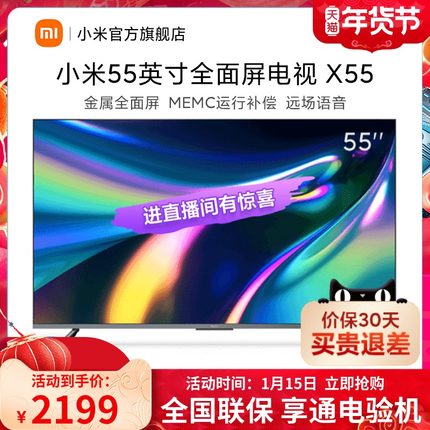 小米官方旗舰店
天猫
年货节
小米55英寸全面屏电视 X55
金属全面屏 MEMC运行补偿 远场语音
55''
进直播间有惊喜
价保30天
买贵退差
活动到手价:
¥2199
活动时间:1月15日 立即抢购
全国联保 享通电验机